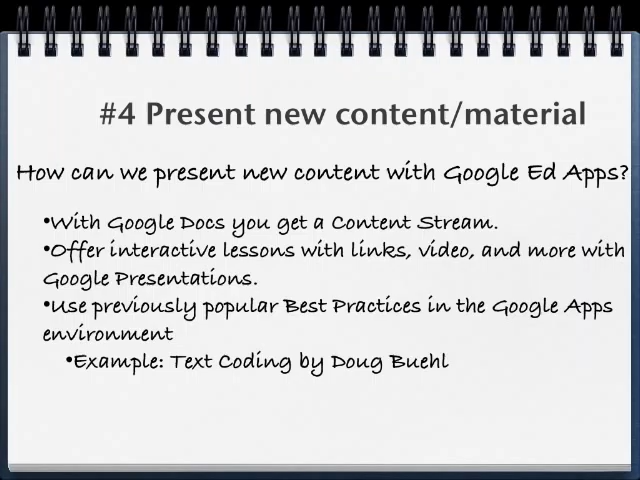 #4 Present new content/material
How can we present new content with Google Ed Apps?
•With Google Docs you get a Content Stream.
•Offer interactive lessons with links, video, and more with
Google Presentations.
•Use previously popular Best Practices in the Google Apps
environment
•Example: Text Coding by Doug Buehl